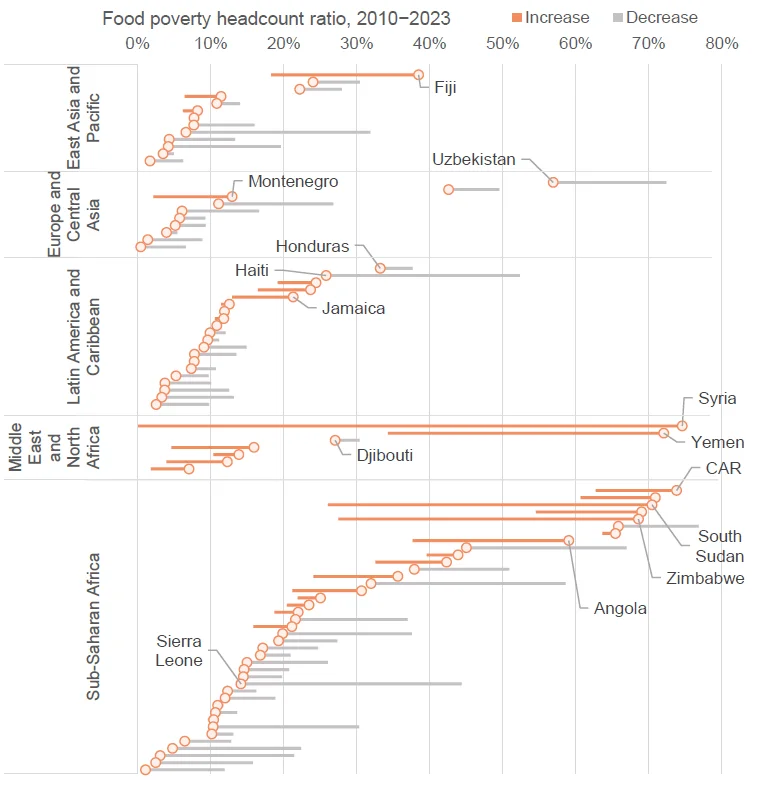 Food poverty headcount ratio, 2010−2023
Increase
Decrease
0%
10%
20%
30%
40%
50%
60%
70%
80%
East Asia and
Pacific
Fiji
Europe and
Central
Asia
Uzbekistan
Montenegro
Latin America and
Caribbean
Honduras
Haiti
Jamaica
Middle
East
and
North
Africa
Syria
Yemen
Djibouti
Sub-Saharan Africa
CAR
South
Sudan
Zimbabwe
Angola
Sierra
Leone